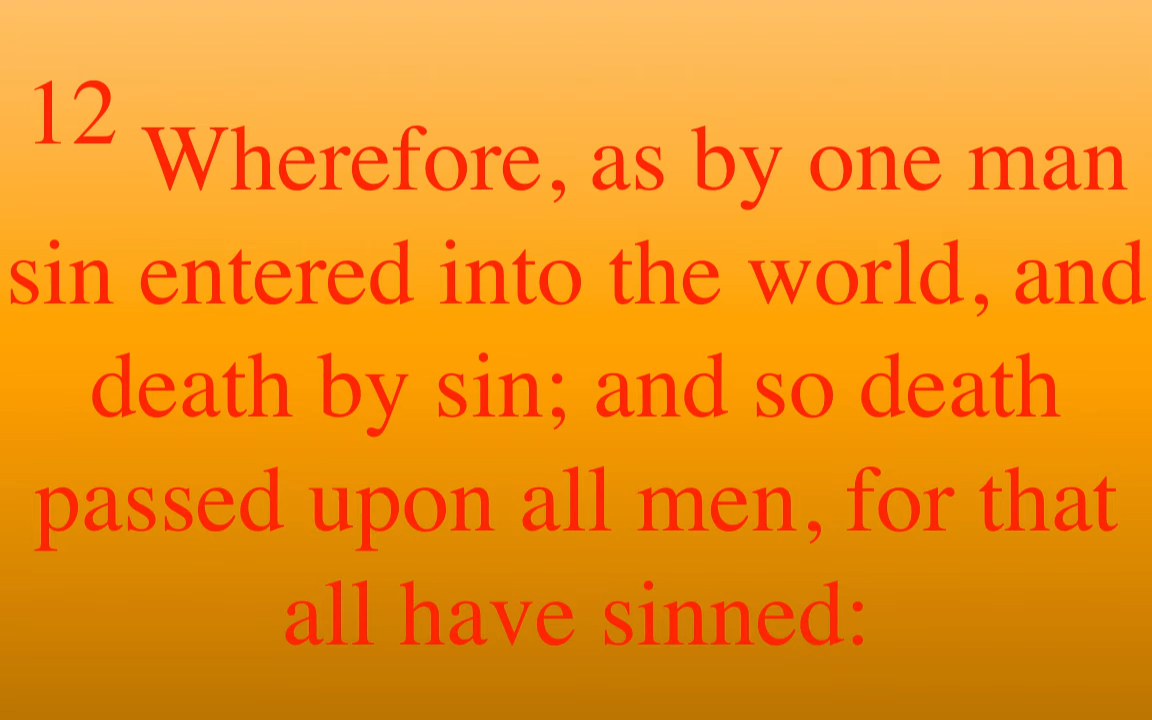 12 Wherefore, as by one man
sin entered into the world, and
death by sin; and so death
passed upon all men, for that
all have sinned: